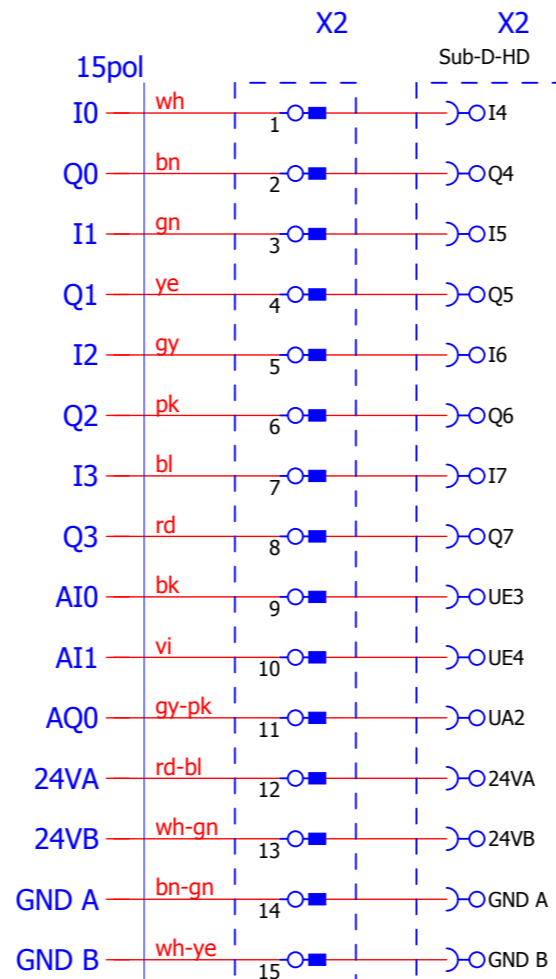 X2 X2
15pol Sub-D-HD
I0 wh 1 I4
Q0 bn 2 Q4
I1 gn 3 I5
Q1 ye 4 Q5
I2 gy 5 I6
Q2 pk 6 Q6
I3 bl 7 I7
Q3 rd 8 Q7
AI0 bk 9 UE3
AI1 vi 10 UE4
AQ0 gy-pk 11 UA2
24VA rd-bl 12 24VA
24VB wh-gn 13 24VB
GND A bn-gn 14 GND A
GND B wh-ye 15 GND B